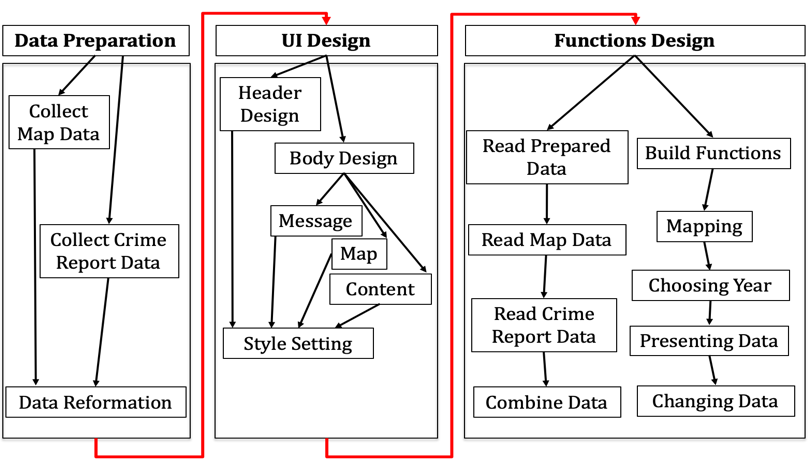 Data Preparation
Collect
Map Data
Collect Crime
Report Data
Data Reformation
UI Design
Header
Design
Body Design
Message
Map
Content
Style Setting
Functions Design
Read Prepared
Data
Read Map Data
Read Crime
Report Data
Combine Data
Build Functions
Mapping
Choosing Year
Presenting Data
Changing Data